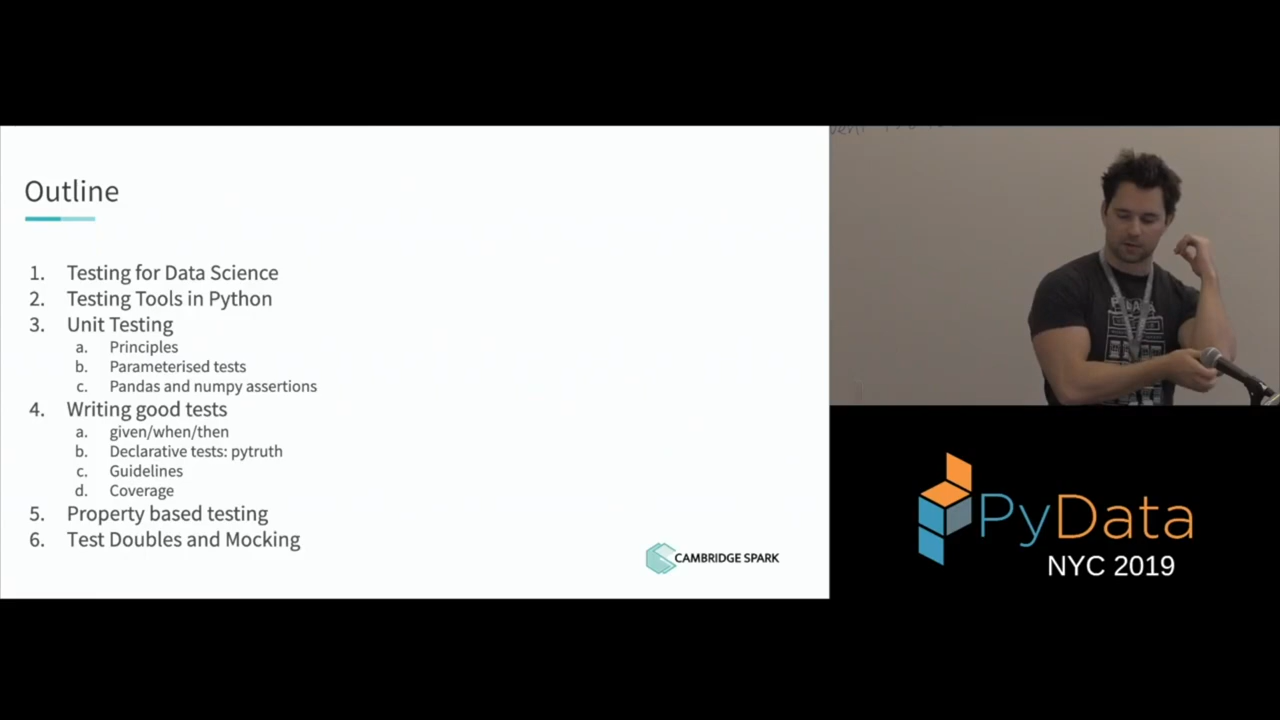 Outline
1. Testing for Data Science
2. Testing Tools in Python
3. Unit Testing
a. Principles
b. Parameterised tests
c. Pandas and numpy assertions
4. Writing good tests
a. given/when/then
b. Declarative tests: pytruth
c. Guidelines
d. Coverage
5. Property based testing
6. Test Doubles and Mocking
CAMBRIDGE SPARK
PyData
NYC 2019